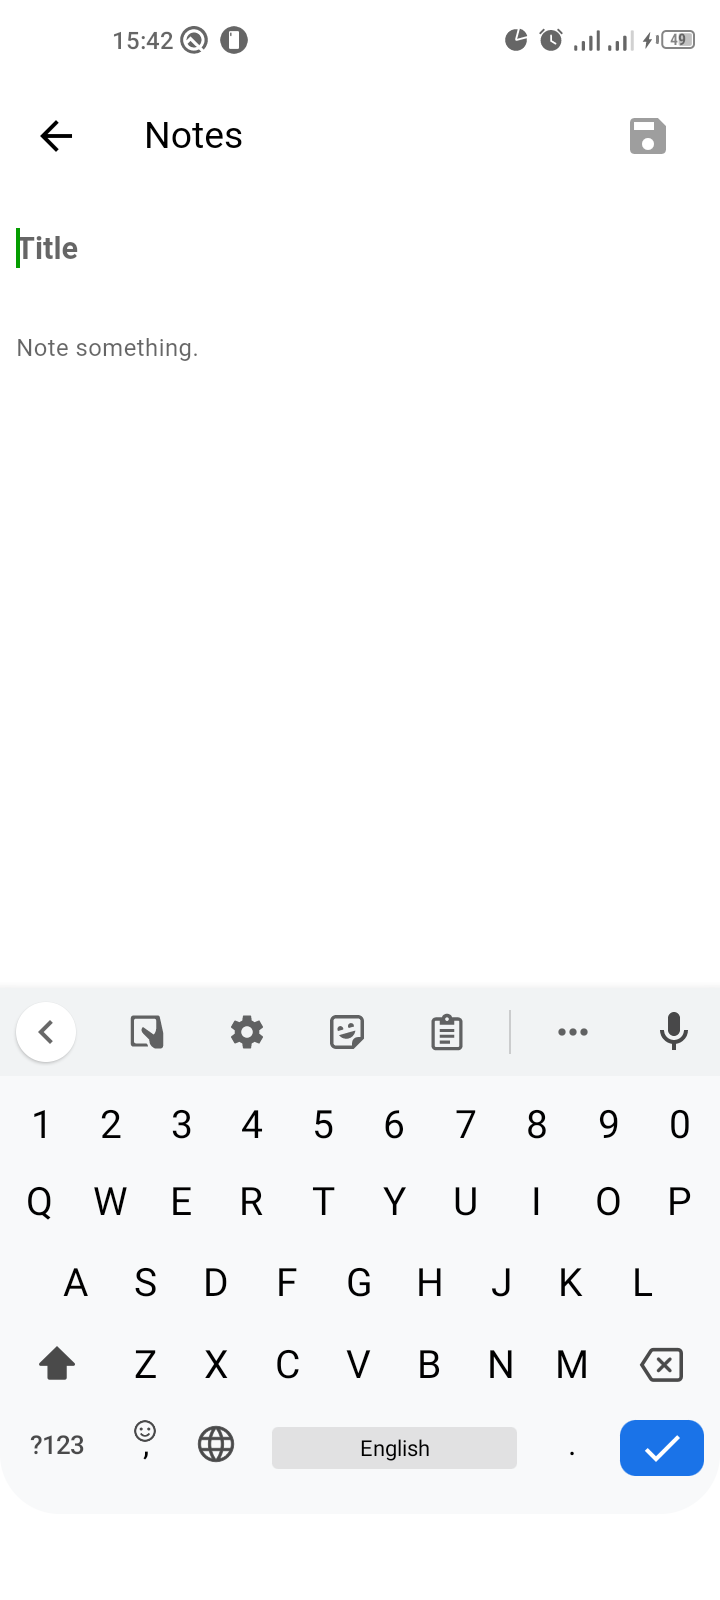 15:42 49
Notes
Title
Note something.
1 2 3 4 5 6 7 8 9 0
Q W E R T Y U I O P
A S D F G H J K L
Z X C V B N M
?123 , English .